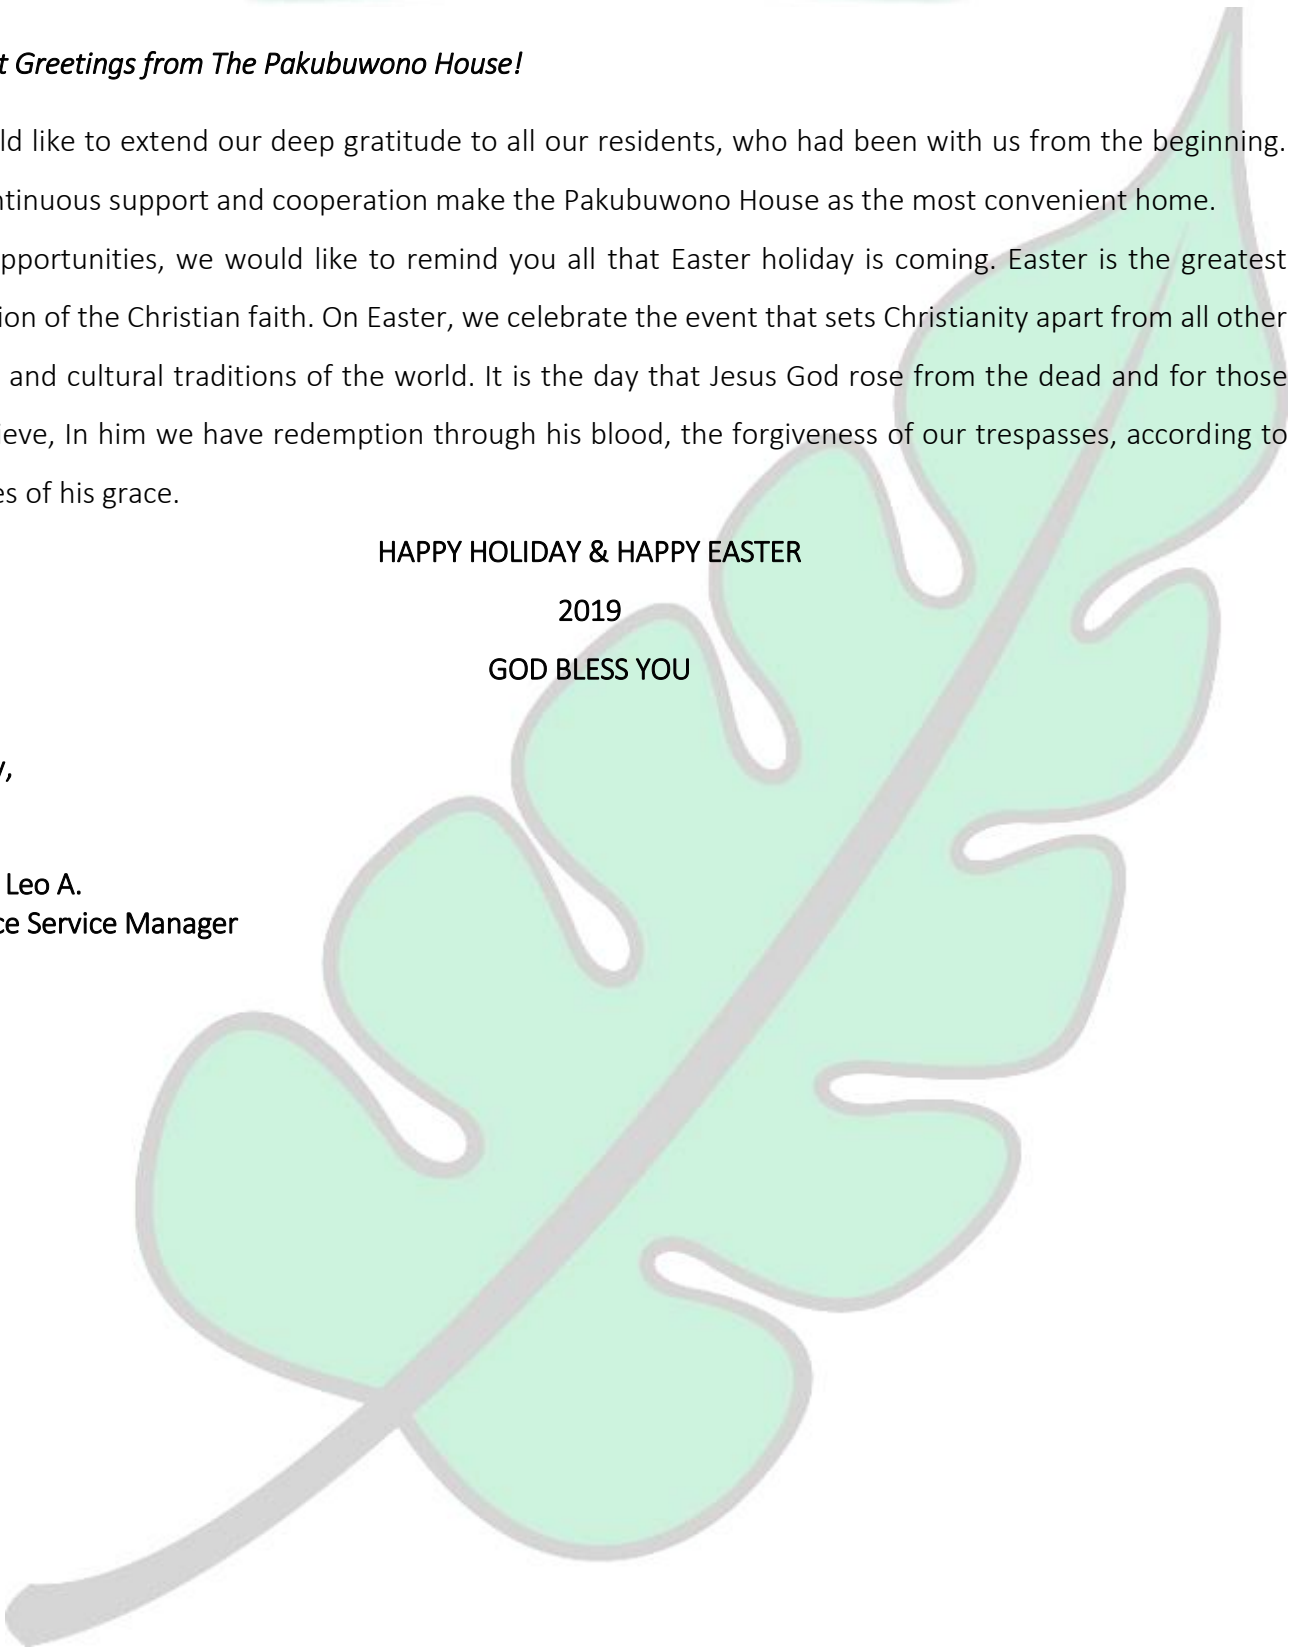 t Greetings from The Pakubuwono House!
ld like to extend our deep gratitude to all our residents, who had been with us from the beginning.
ntinuous support and cooperation make the Pakubuwono House as the most convenient home.
pportunities, we would like to remind you all that Easter holiday is coming. Easter is the greatest
ion of the Christian faith. On Easter, we celebrate the event that sets Christianity apart from all other
and cultural traditions of the world. It is the day that Jesus God rose from the dead and for those
ieve, In him we have redemption through his blood, the forgiveness of our trespasses, according to
es of his grace.
HAPPY HOLIDAY & HAPPY EASTER
2019
GOD BLESS YOU
y,
Leo A.
ce Service Manager